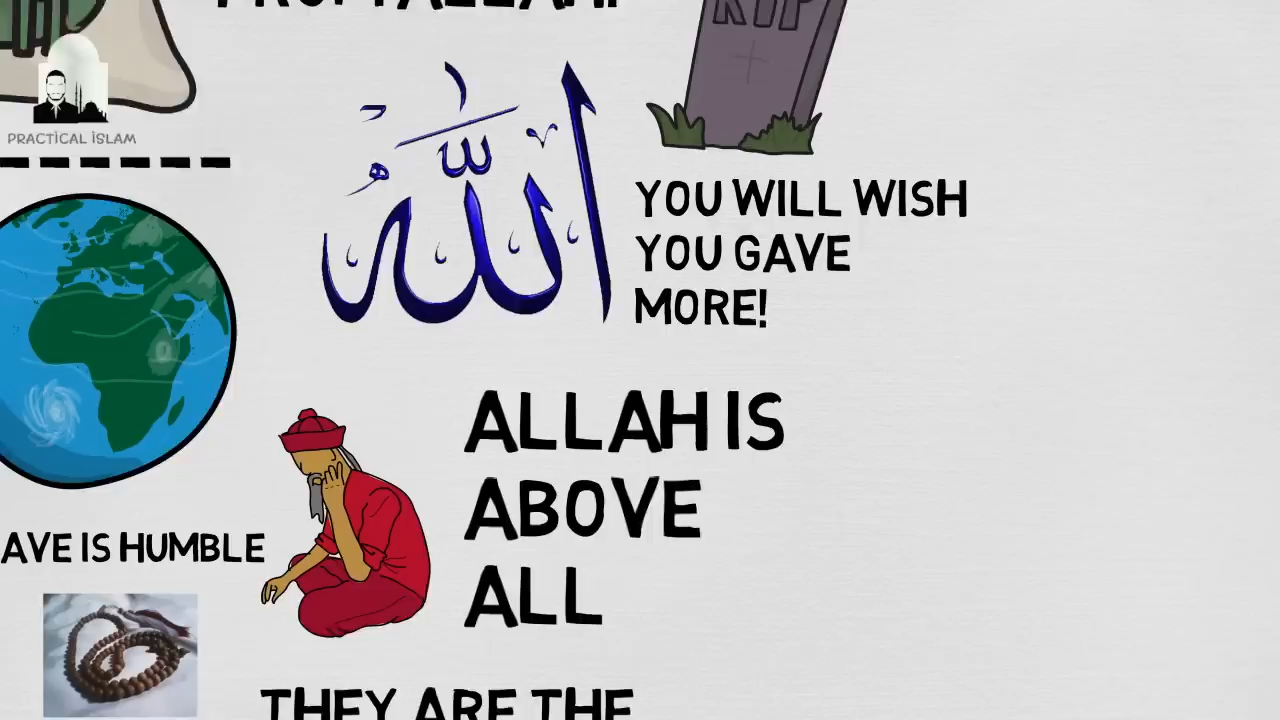 RIP
PRACTICAL ISLAM
الله
YOU WILL WISH
YOU GAVE
MORE!
ALLAH IS
ABOVE
ALL
AVE IS HUMBLE
THEY ARE THE